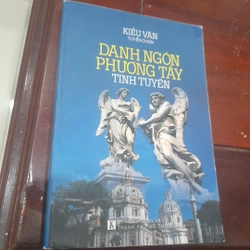 KIỀU VĂN
TUYỂN CHỌN
DANH NGÔN
PHƯƠNG TÂY
TINH TUYỂN